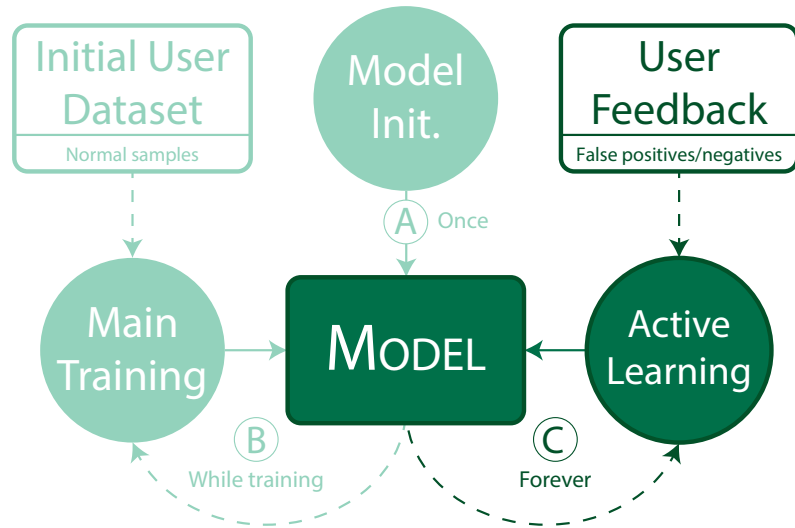 Initial User
Dataset
Normal samples
Model
Init.
User
Feedback
False positives/negatives
A
Once
Main
Training
MODEL
Active
Learning
B
While training
C
Forever